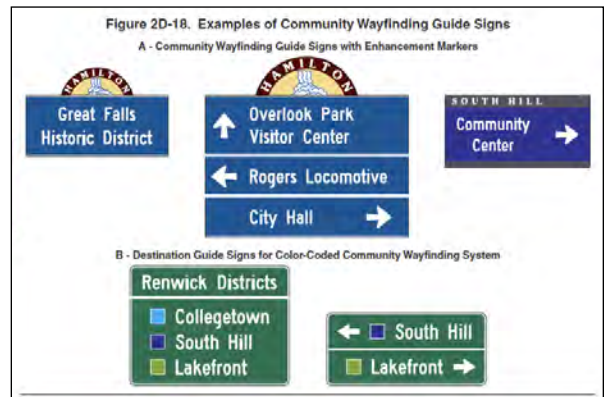 Figure 2D-18. Examples of Community Wayfinding Guide Signs
A - Community Wayfinding Guide Signs with Enhancement Markers
HAMILTON
Great Falls
Historic District
HAMILTON
Overlook Park
Visitor Center
Rogers Locomotive
City Hall
SOUTH HILL
Community
Center
B - Destination Guide Signs for Color-Coded Community Wayfinding System
Renwick Districts
Collegetown
South Hill
Lakefront
South Hill
Lakefront